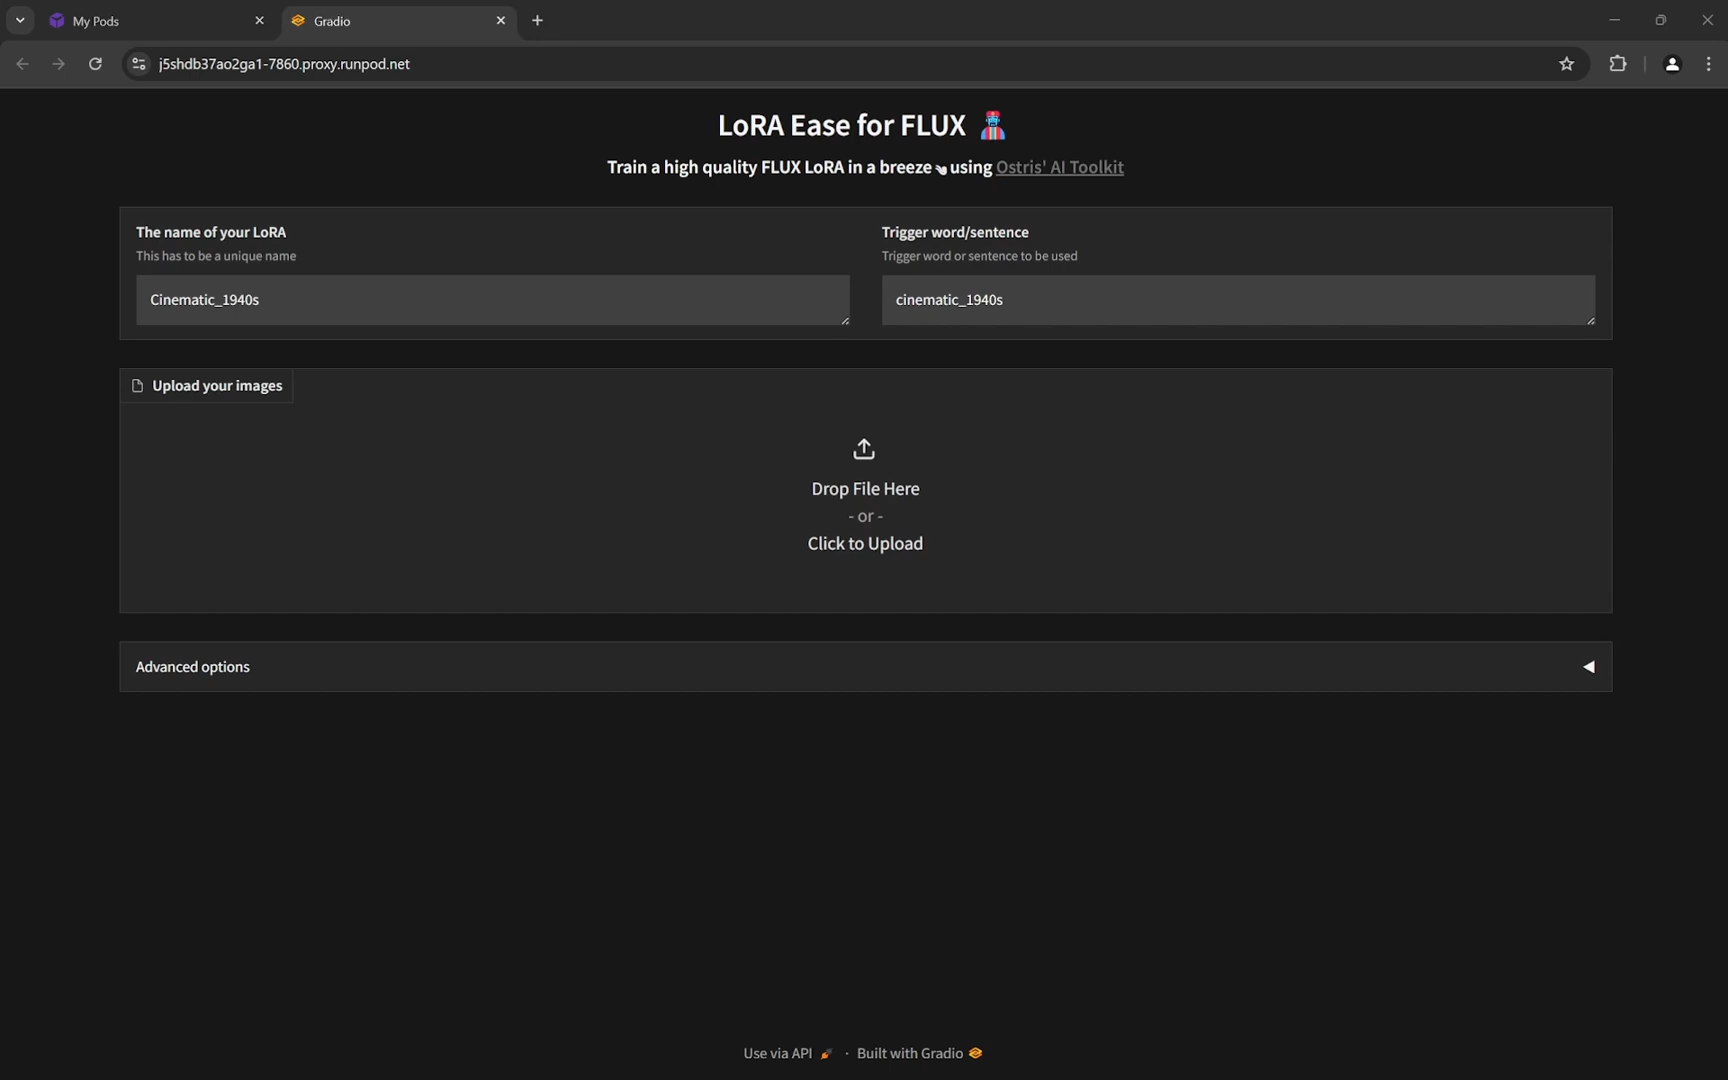 My Pods
Gradio
j5shdb37ao2ga1-7860.proxy.runpod.net
LoRA Ease for FLUX
Train a high quality FLUX LoRA in a breeze using Ostris' AI Toolkit
The name of your LoRA
This has to be a unique name
Cinematic_1940s
Trigger word/sentence
Trigger word or sentence to be used
cinematic_1940s
Upload your images
Drop File Here
- or -
Click to Upload
Advanced options
Use via API · Built with Gradio